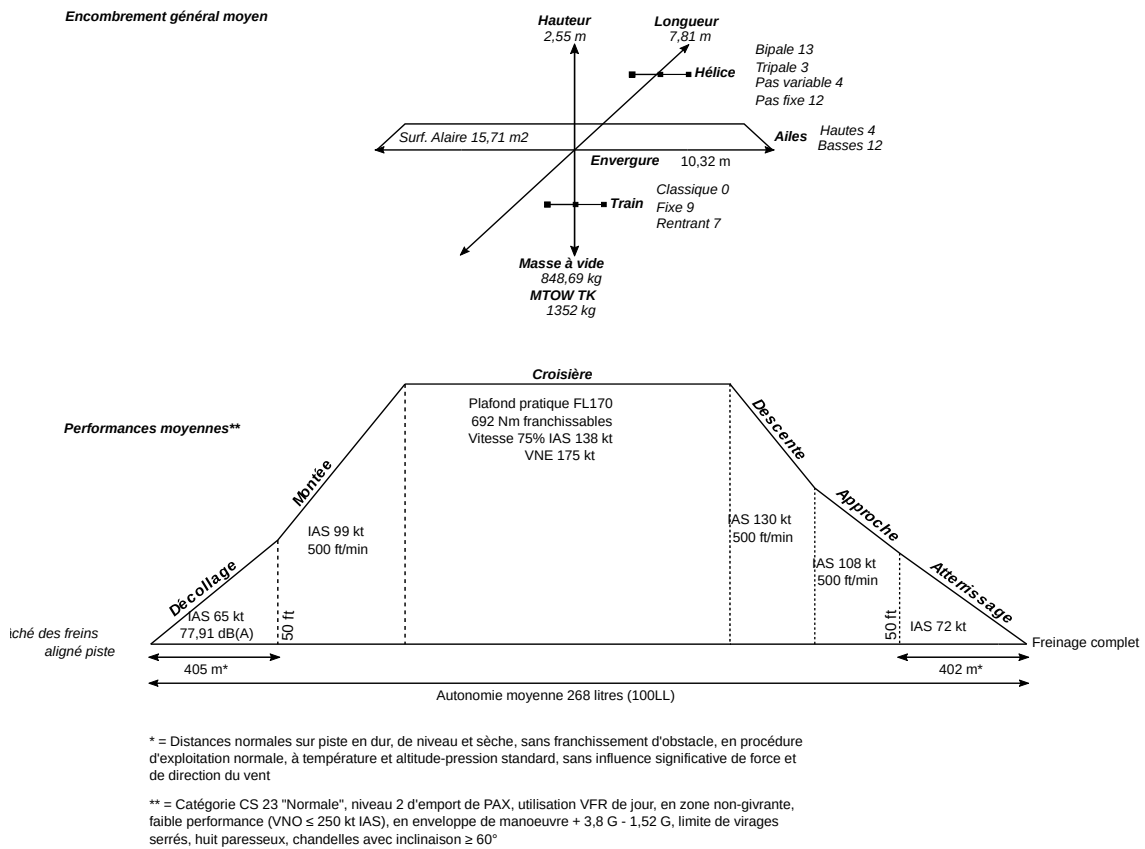 Encombrement général moyen
Hauteur
2,55 m
Longueur
7,81 m
Bipale 13
Tripale 3
Pas variable 4
Pas fixe 12
Hélice
Surf. Alaire 15,71 m2
Ailes
Hautes 4
Basses 12
Envergure 10,32 m
Classique 0
Fixe 9
Rentrant 7
Train
Masse à vide
848,69 kg
MTOW TK
1352 kg
Performances moyennes**
Croisière
Plafond pratique FL170
692 Nm franchissables
Vitesse 75% IAS 138 kt
VNE 175 kt
Décollage
Montée
Descente
Approche
Atterrissage
IAS 99 kt
500 ft/min
IAS 130 kt
500 ft/min
IAS 108 kt
500 ft/min
IAS 65 kt
77,91 dB(A)
50 ft
50 ft
IAS 72 kt
des freins
aligné piste
Freinage complet
405 m*
402 m*
Autonomie moyenne 268 litres (100LL)
* = Distances normales sur piste en dur, de niveau et sèche, sans franchissement d'obstacle, en procédure
d'exploitation normale, à température et altitude-pression standard, sans influence significative de force et
de direction du vent
** = Catégorie CS 23 "Normale", niveau 2 d'emport de PAX, utilisation VFR de jour, en zone non-givrante,
faible performance (VNO ≤ 250 kt IAS), en enveloppe de manoeuvre + 3,8 G - 1,52 G, limite de virages
serrés, huit paresseux, chandelles avec inclinaison ≥ 60°